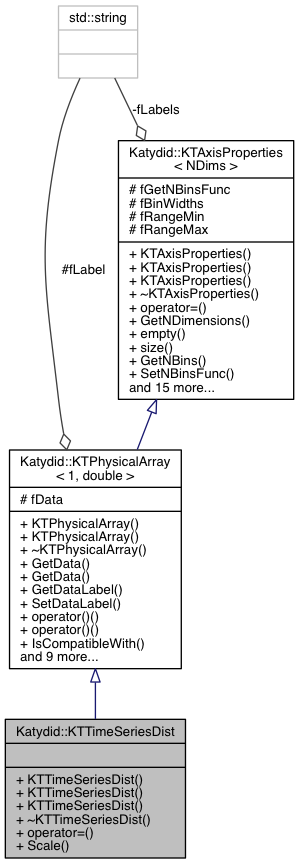 std::string
-fLabels
Katydid::KTAxisProperties
< NDims >
# fGetNBinsFunc
# fBinWidths
# fRangeMin
# fRangeMax
+ KTAxisProperties()
+ KTAxisProperties()
+ KTAxisProperties()
+ ~KTAxisProperties()
+ operator=()
+ GetNDimensions()
+ empty()
+ size()
+ GetNBins()
+ SetNBinsFunc()
and 15 more...
#fLabel
Katydid::KTPhysicalArray
< 1, double >
# fData
+ KTPhysicalArray()
+ KTPhysicalArray()
+ ~KTPhysicalArray()
+ GetData()
+ GetData()
+ GetDataLabel()
+ SetDataLabel()
+ operator()()
+ operator()()
+ IsCompatibleWith()
and 9 more...
Katydid::KTTimeSeriesDist
+ KTTimeSeriesDist()
+ KTTimeSeriesDist()
+ KTTimeSeriesDist()
+ ~KTTimeSeriesDist()
+ operator=()
+ Scale()